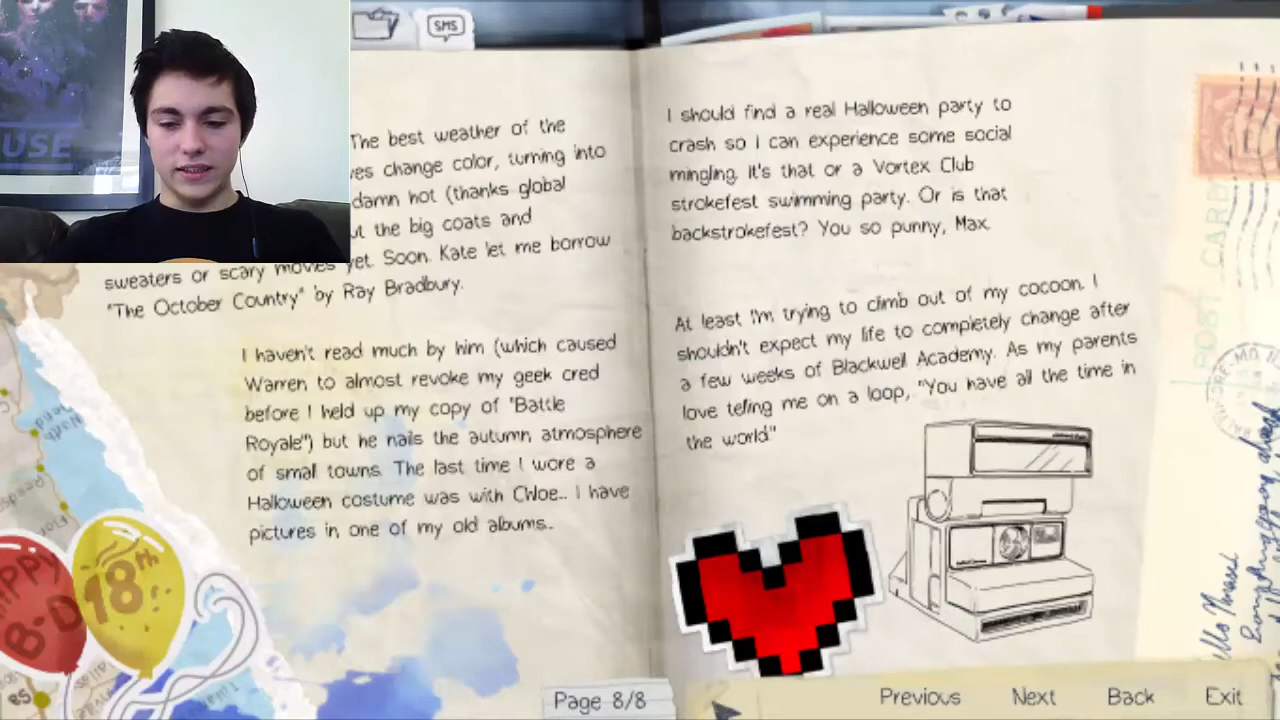 SMS
USE
The best weather of the
ves change color, turning into
damn hot (thanks global
ut the big coats and
sweaters or scary movies yet. Soon. Kate let me borrow
"The October Country" by Ray Bradbury.
I haven't read much by him (which caused
Warren to almost revoke my geek cred
before I held up my copy of "Battle
Royale") but he nails the autumn atmosphere
of small towns. The last time I wore a
Halloween costume was with Chloe... I have
pictures in one of my old albums...
I should find a real Halloween party to
crash so I can experience some social
mingling. It's that or a Vortex Club
strokefest swimming party. Or is that
backstrokefest? You so punny, Max.
At least I'm trying to climb out of my cocoon. I
shouldn't expect my life to completely change after
a few weeks of Blackwell Academy. As my parents
love telling me on a loop, "You have all the time in
the world."
POST CARD
B-D
18th
Page 8/8
Previous
Next
Back
Exit